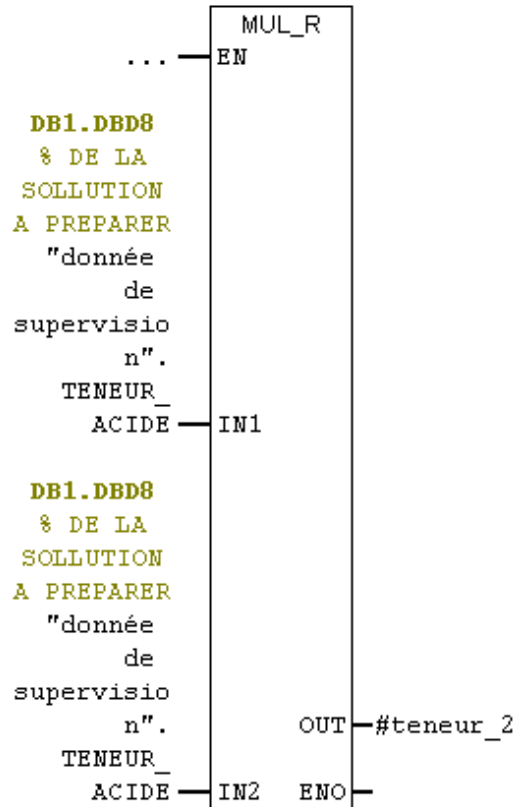 MUL_R
... EN
DB1.DBD8
% DE LA
SOLLUTION
A PREPARER
"donnée
de
supervisio
n".
TENEUR_
ACIDE IN1
DB1.DBD8
% DE LA
SOLLUTION
A PREPARER
"donnée
de
supervisio
n". OUT #teneur_2
TENEUR_
ACIDE IN2 ENO